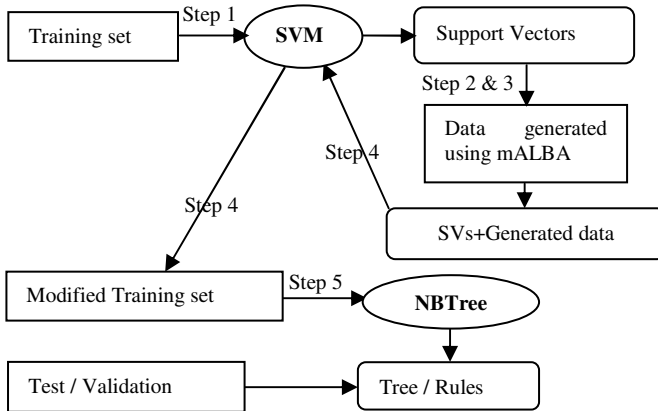 Step 1
Training set
SVM
Support Vectors
Step 2 & 3
Data generated
using mALBA
Step 4
Step 4
SVs+Generated data
Modified Training set
Step 5
NBTree
Test / Validation
Tree / Rules